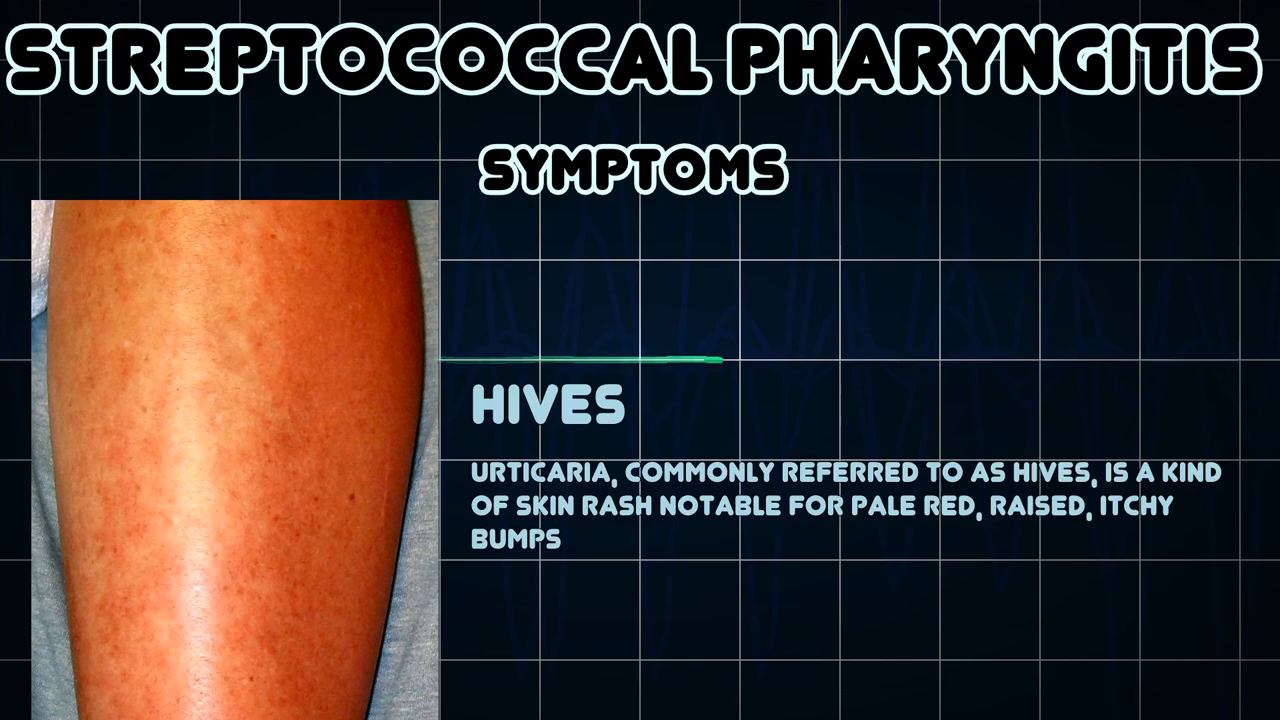 STREPTOCOCCAL PHARYNGITIS
SYMPTOMS
HIVES
URTICARIA, COMMONLY REFERRED TO AS HIVES, IS A KIND
OF SKIN RASH NOTABLE FOR PALE RED, RAISED, ITCHY
BUMPS